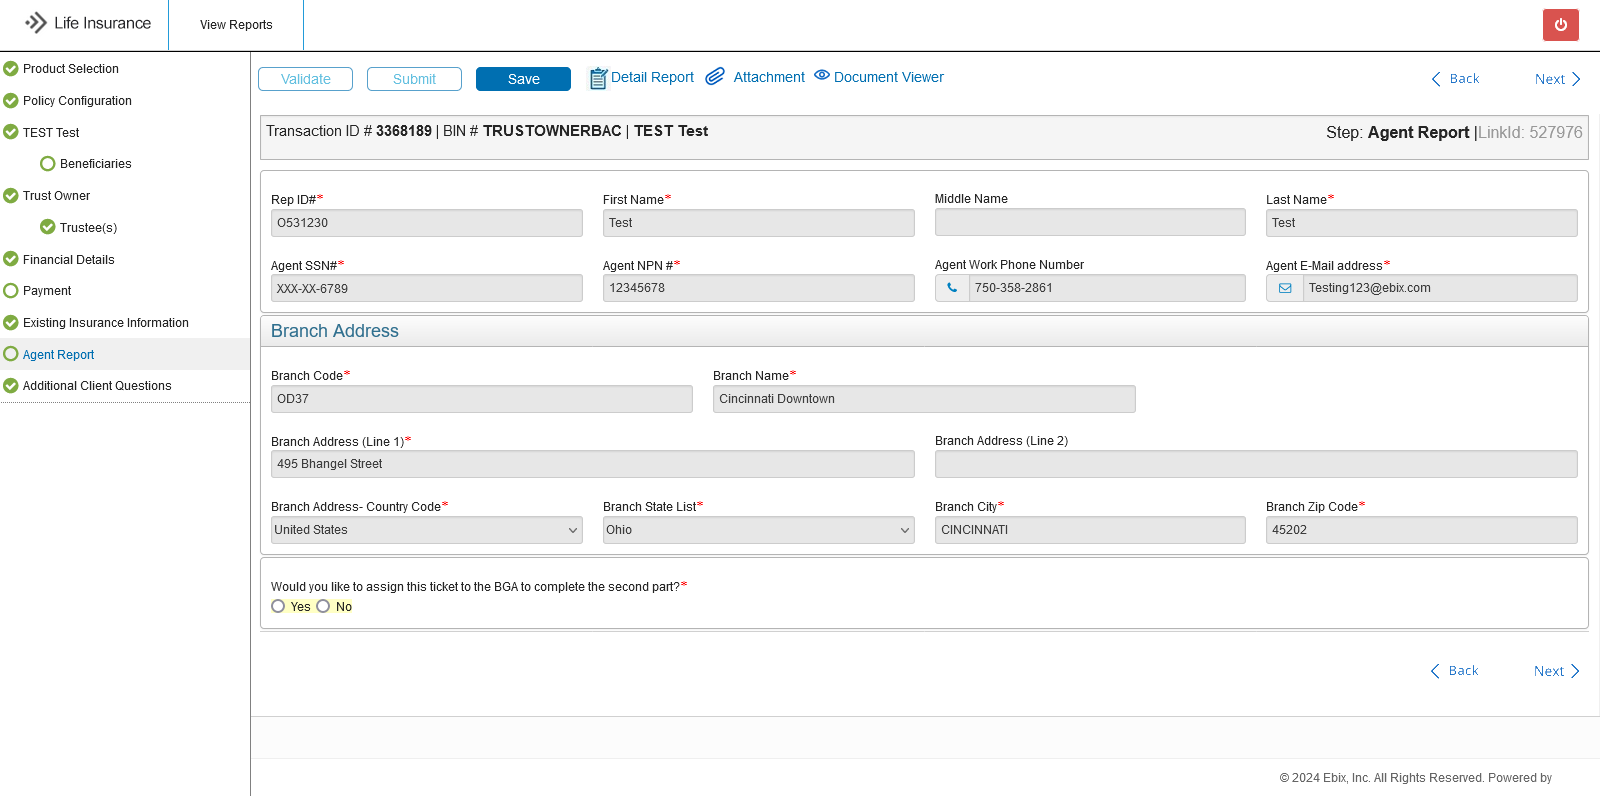 Life Insurance
View Reports
Product Selection
Policy Configuration
TEST Test
Beneficiaries
Trust Owner
Trustee(s)
Financial Details
Payment
Existing Insurance Information
Agent Report
Additional Client Questions
Validate Submit Save Detail Report Attachment Document Viewer Back Next
Transaction ID # 3368189 | BIN # TRUSTOWNERBAC | TEST Test Step: Agent Report |LinkId: 527976
Rep ID#* First Name* Middle Name Last Name*
O531230 Test Test
Agent SSN#* Agent NPN #* Agent Work Phone Number Agent E-Mail address*
XXX-XX-6789 12345678 750-358-2861 Testing123@ebix.com
Branch Address
Branch Code* Branch Name*
OD37 Cincinnati Downtown
Branch Address (Line 1)* Branch Address (Line 2)
495 Bhangel Street
Branch Address- Country Code* Branch State List* Branch City* Branch Zip Code*
United States Ohio CINCINNATI 45202
Would you like to assign this ticket to the BGA to complete the second part?*
Yes No
Back Next
© 2024 Ebix, Inc. All Rights Reserved. Powered by